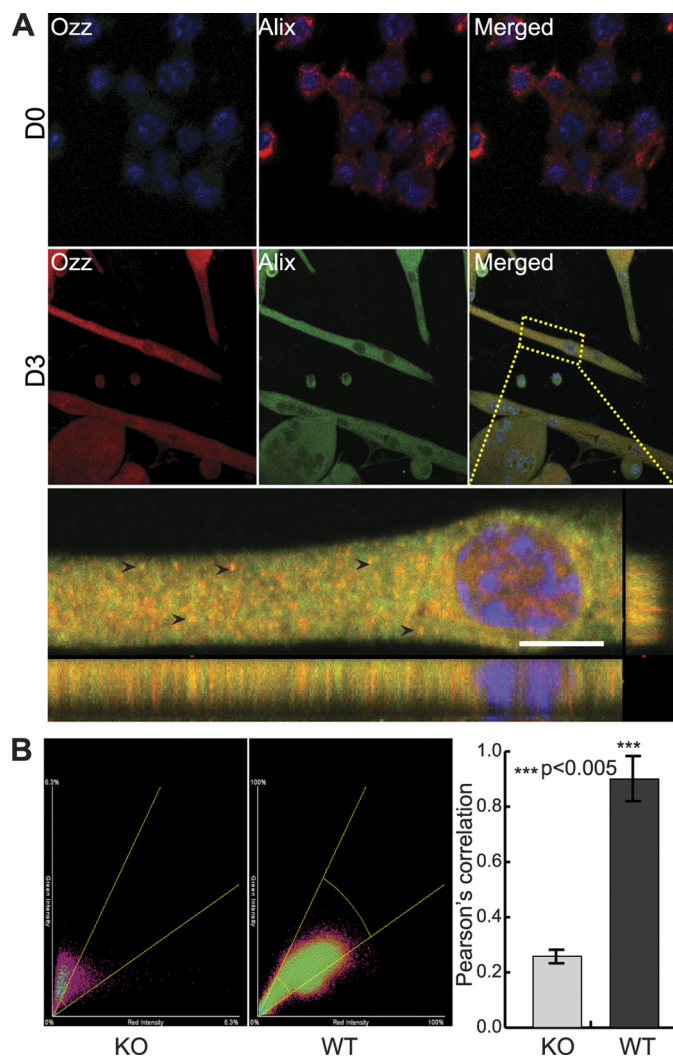 A
Ozz
Alix
Merged
D0
Ozz
Alix
Merged
D3
B
6.3%
Green Intensity
0%
Red Intensity
6.3%
KO
100%
Green Intensity
0%
Red Intensity
100%
WT
Pearson's correlation
1.0
0.8
0.6
0.4
0.2
0.0
***p<0.005
***
KO
WT